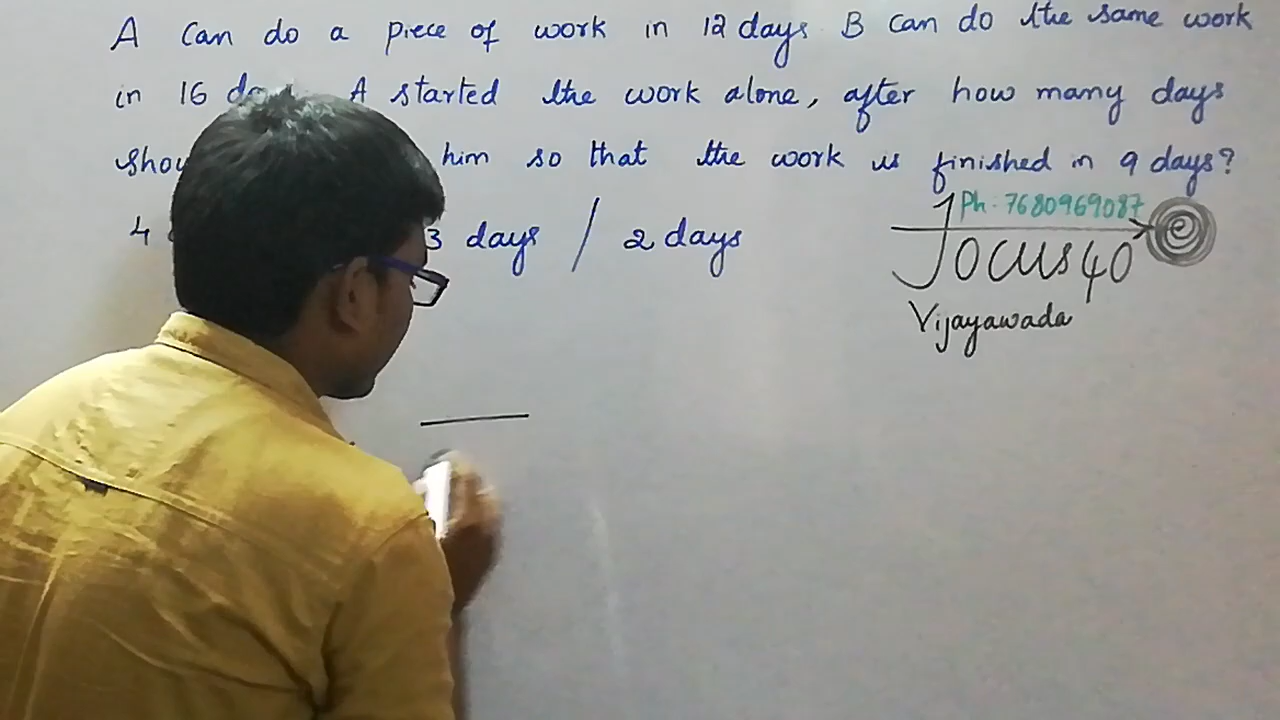 A can do a piece of work in 12 days. B can do the same work
in 16 A started the work alone, after how many days
him so that the work is finished in 9 days?
4 3 days / 2 days
Ph: 7680969087
Focus40
Vijayawada